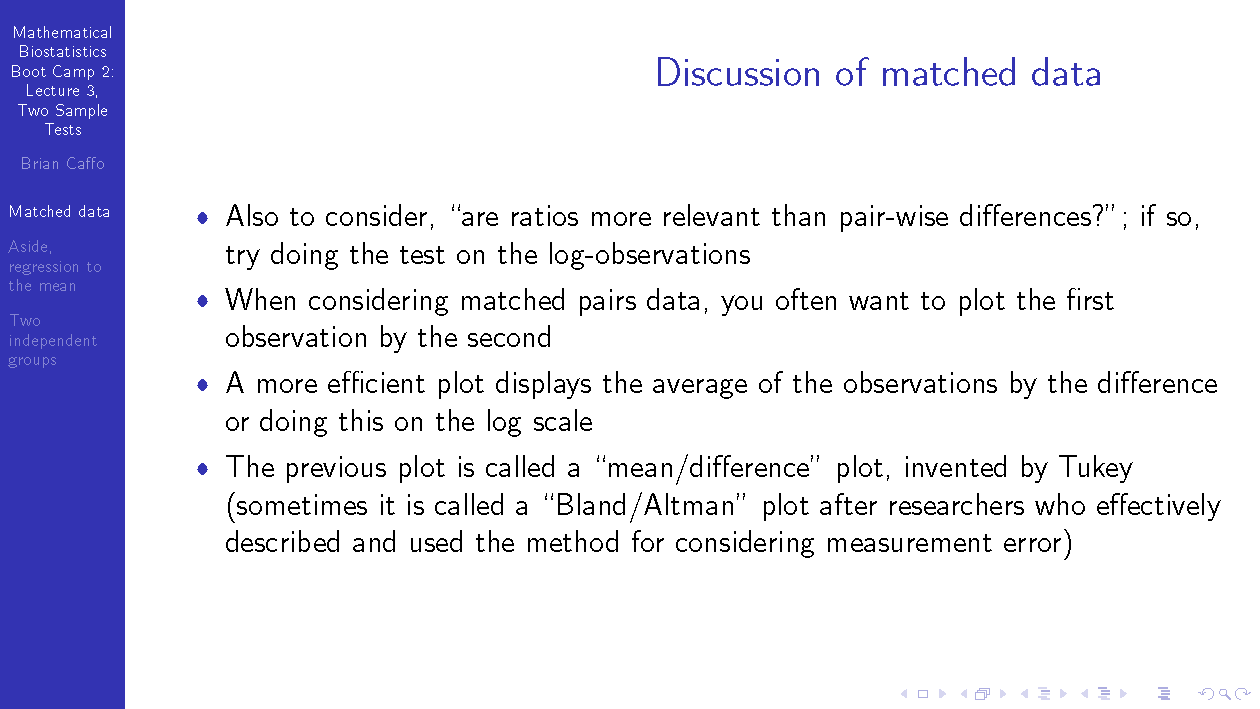 Mathematical
Biostatistics
Boot Camp 2:
Lecture 3,
Two Sample
Tests
Brian Caffo
Matched data
Aside,
regression to
the mean
Two
independent
groups
Discussion of matched data
• Also to consider, “are ratios more relevant than pair-wise differences?”; if so,
try doing the test on the log-observations
• When considering matched pairs data, you often want to plot the first
observation by the second
• A more efficient plot displays the average of the observations by the difference
or doing this on the log scale
• The previous plot is called a “mean/difference” plot, invented by Tukey
(sometimes it is called a “Bland/Altman” plot after researchers who effectively
described and used the method for considering measurement error)